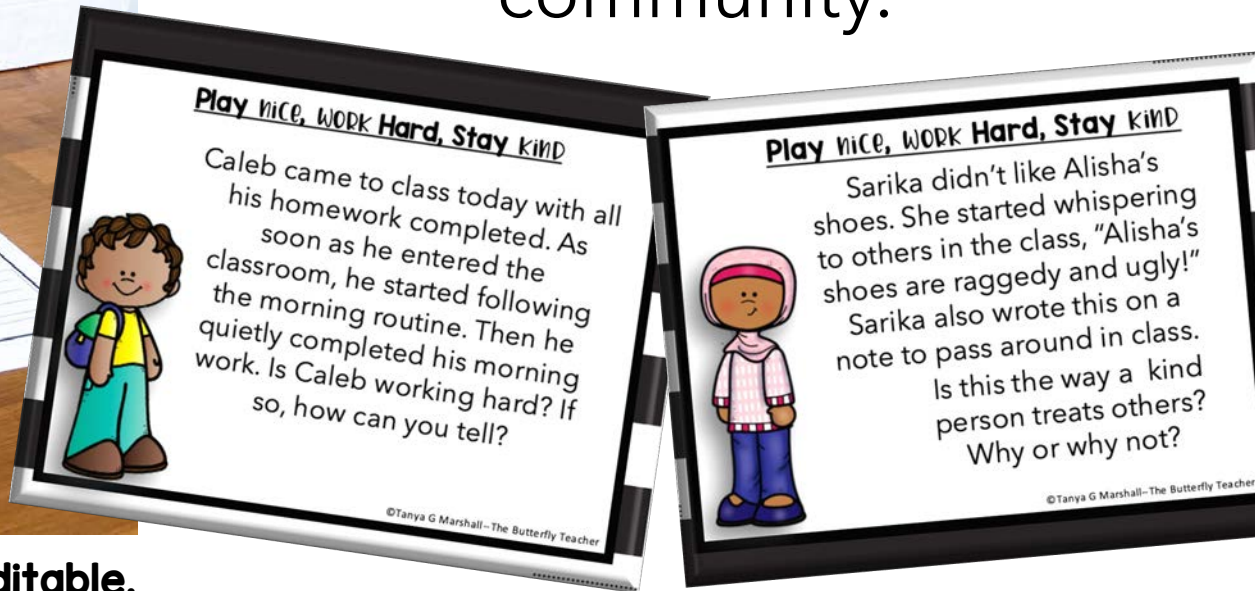 community.
Play nice, WORK Hard, Stay KIND
Caleb came to class today with all
his homework completed. As
soon as he entered the
classroom, he started following
the morning routine. Then he
quietly completed his morning
work. Is Caleb working hard? If
so, how can you tell?
©Tanya G Marshall—The Butterfly Teacher
Play nice, WORK Hard, Stay KIND
Sarika didn't like Alisha's
shoes. She started whispering
to others in the class, "Alisha's
shoes are raggedy and ugly!"
Sarika also wrote this on a
note to pass around in class.
Is this the way a kind
person treats others?
Why or why not?
©Tanya G Marshall—The Butterfly Teacher
ditable.